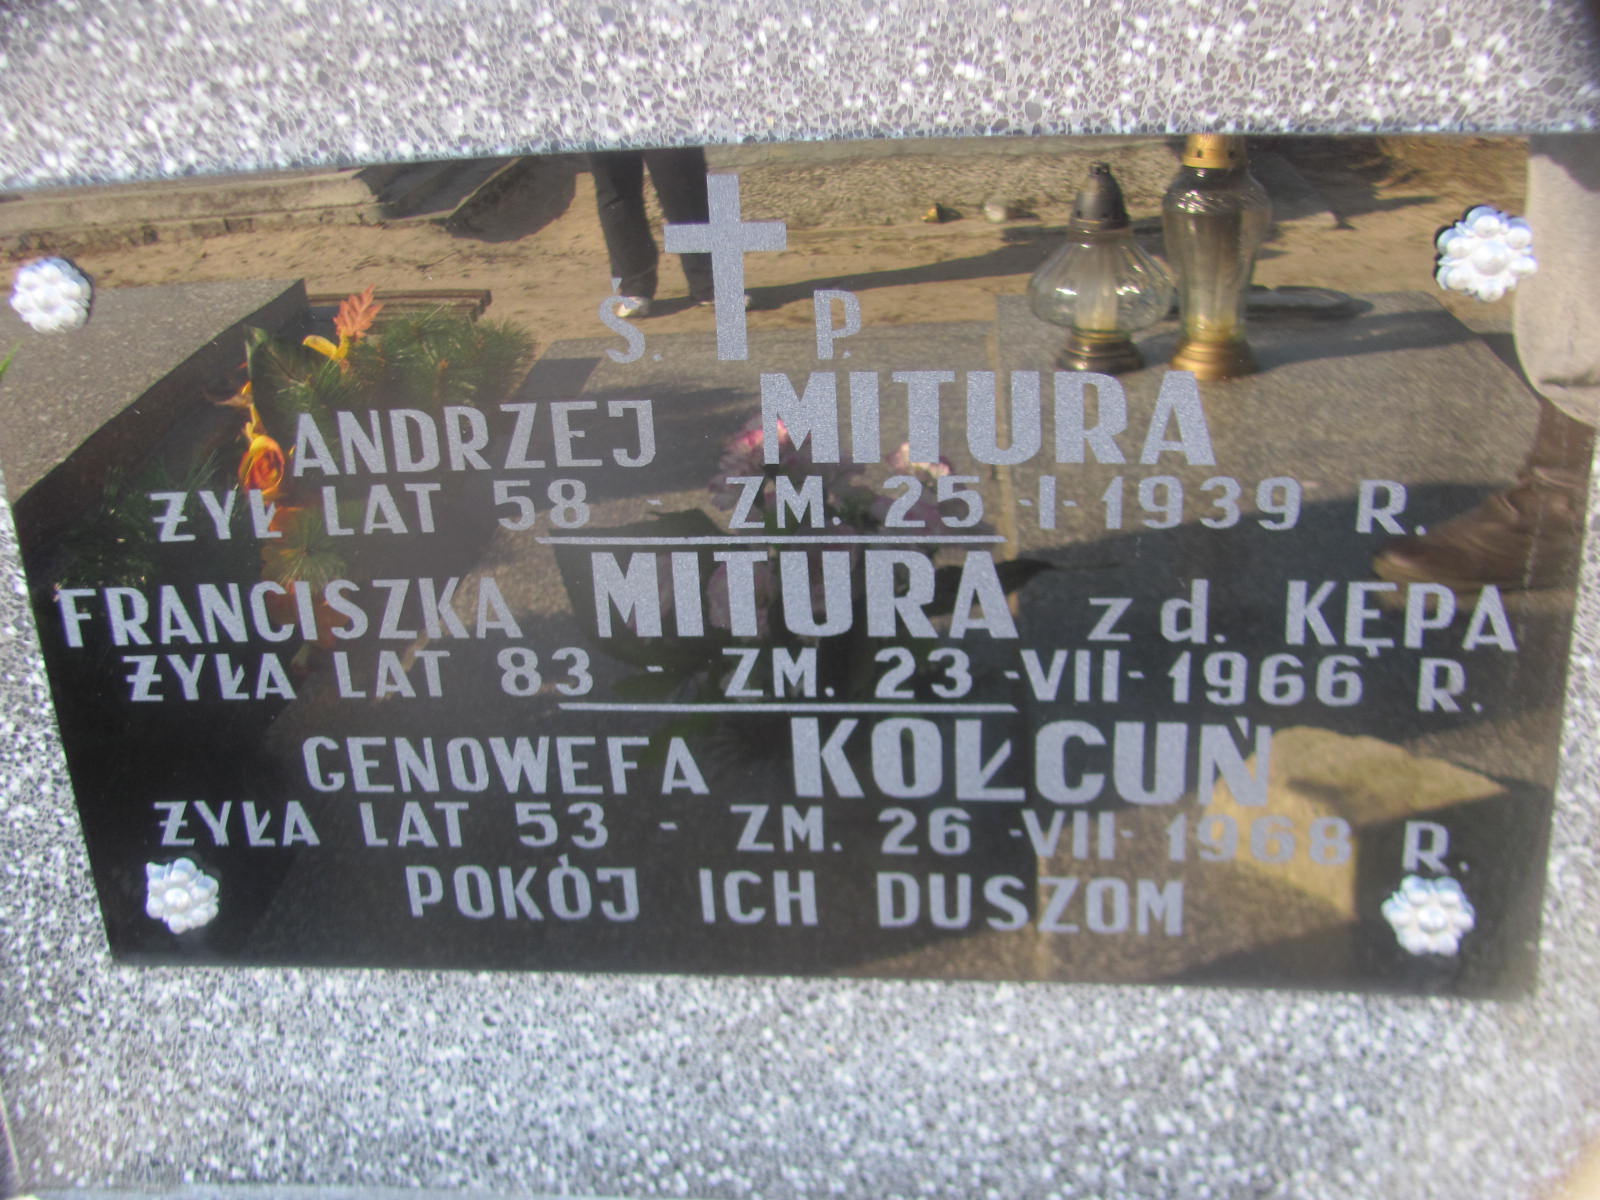 Ś. P.
ANDRZEJ MITURA
ŻYŁ LAT 58 - ZM. 25-I-1939 R.
FRANCISZKA MITURA z d. KĘPA
ŻYŁA LAT 83 - ZM. 23-VII-1966 R.
GENOWEFA KOŁCUŃ
ŻYŁA LAT 53 - ZM. 26-VII-1968 R.
POKÓJ ICH DUSZOM